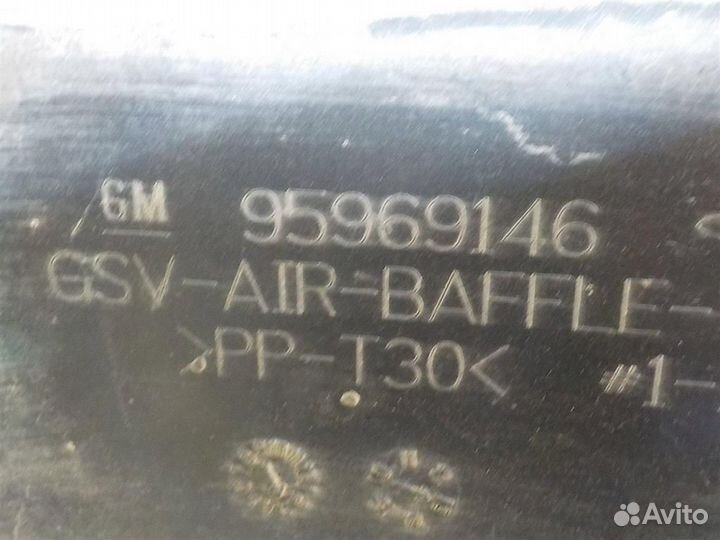 GM 95969146 <
GSV-AIR-BAFFLE-
>PP-T30< #1-
Avito